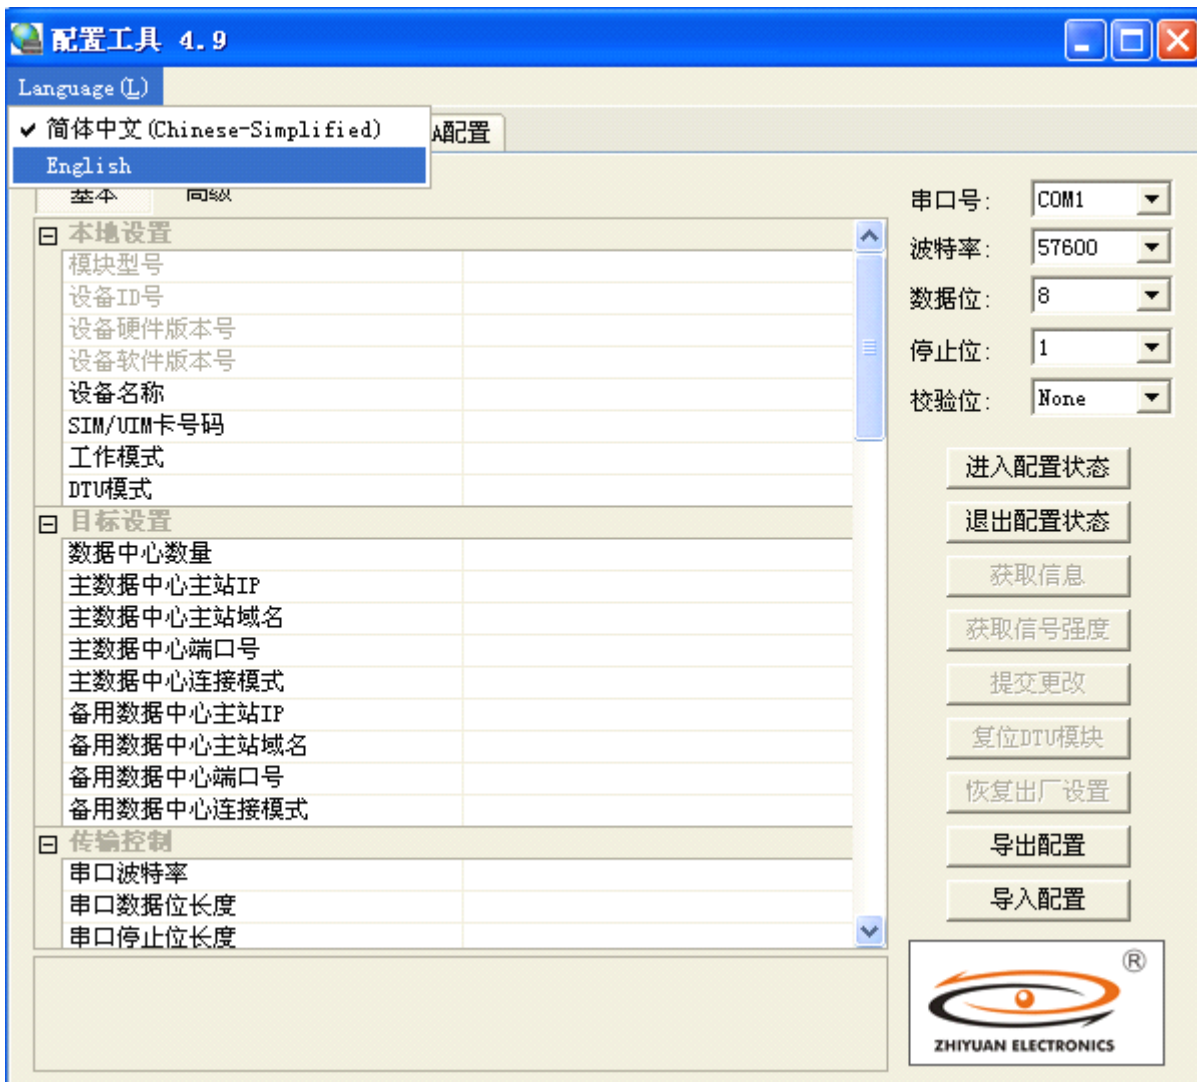 配置工具 4.9
Language(L)
简体中文(Chinese-Simplified)
English
A配置
基本 高级
本地设置
模块型号
设备ID号
设备硬件版本号
设备软件版本号
设备名称
SIM/UIM卡号码
工作模式
DTU模式
目标设置
数据中心数量
主数据中心主站IP
主数据中心主站域名
主数据中心端口号
主数据中心连接模式
备用数据中心主站IP
备用数据中心主站域名
备用数据中心端口号
备用数据中心连接模式
传输控制
串口波特率
串口数据位长度
串口停止位长度
串口号: COM1
波特率: 57600
数据位: 8
停止位: 1
校验位: None
进入配置状态
退出配置状态
获取信息
获取信号强度
提交更改
复位DTU模块
恢复出厂设置
导出配置
导入配置
®
ZHIYUAN ELECTRONICS